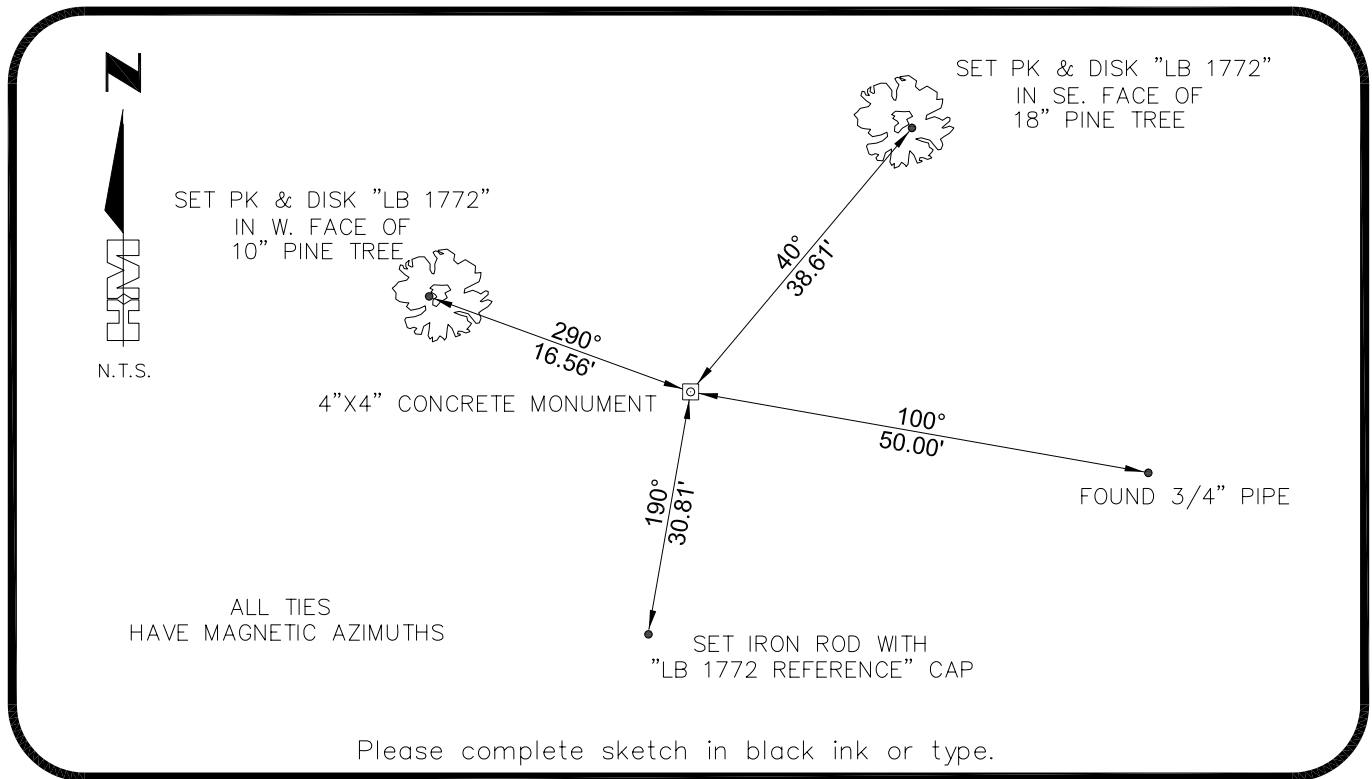 N
SET PK & DISK "LB 1772"
IN SE. FACE OF
18" PINE TREE
SET PK & DISK "LB 1772"
IN W. FACE OF
10" PINE TREE
N.T.S.
40°
38.61'
290°
16.56'
4"X4" CONCRETE MONUMENT
100°
50.00'
FOUND 3/4" PIPE
190°
30.81'
ALL TIES
HAVE MAGNETIC AZIMUTHS
SET IRON ROD WITH
"LB 1772 REFERENCE" CAP
Please complete sketch in black ink or type.